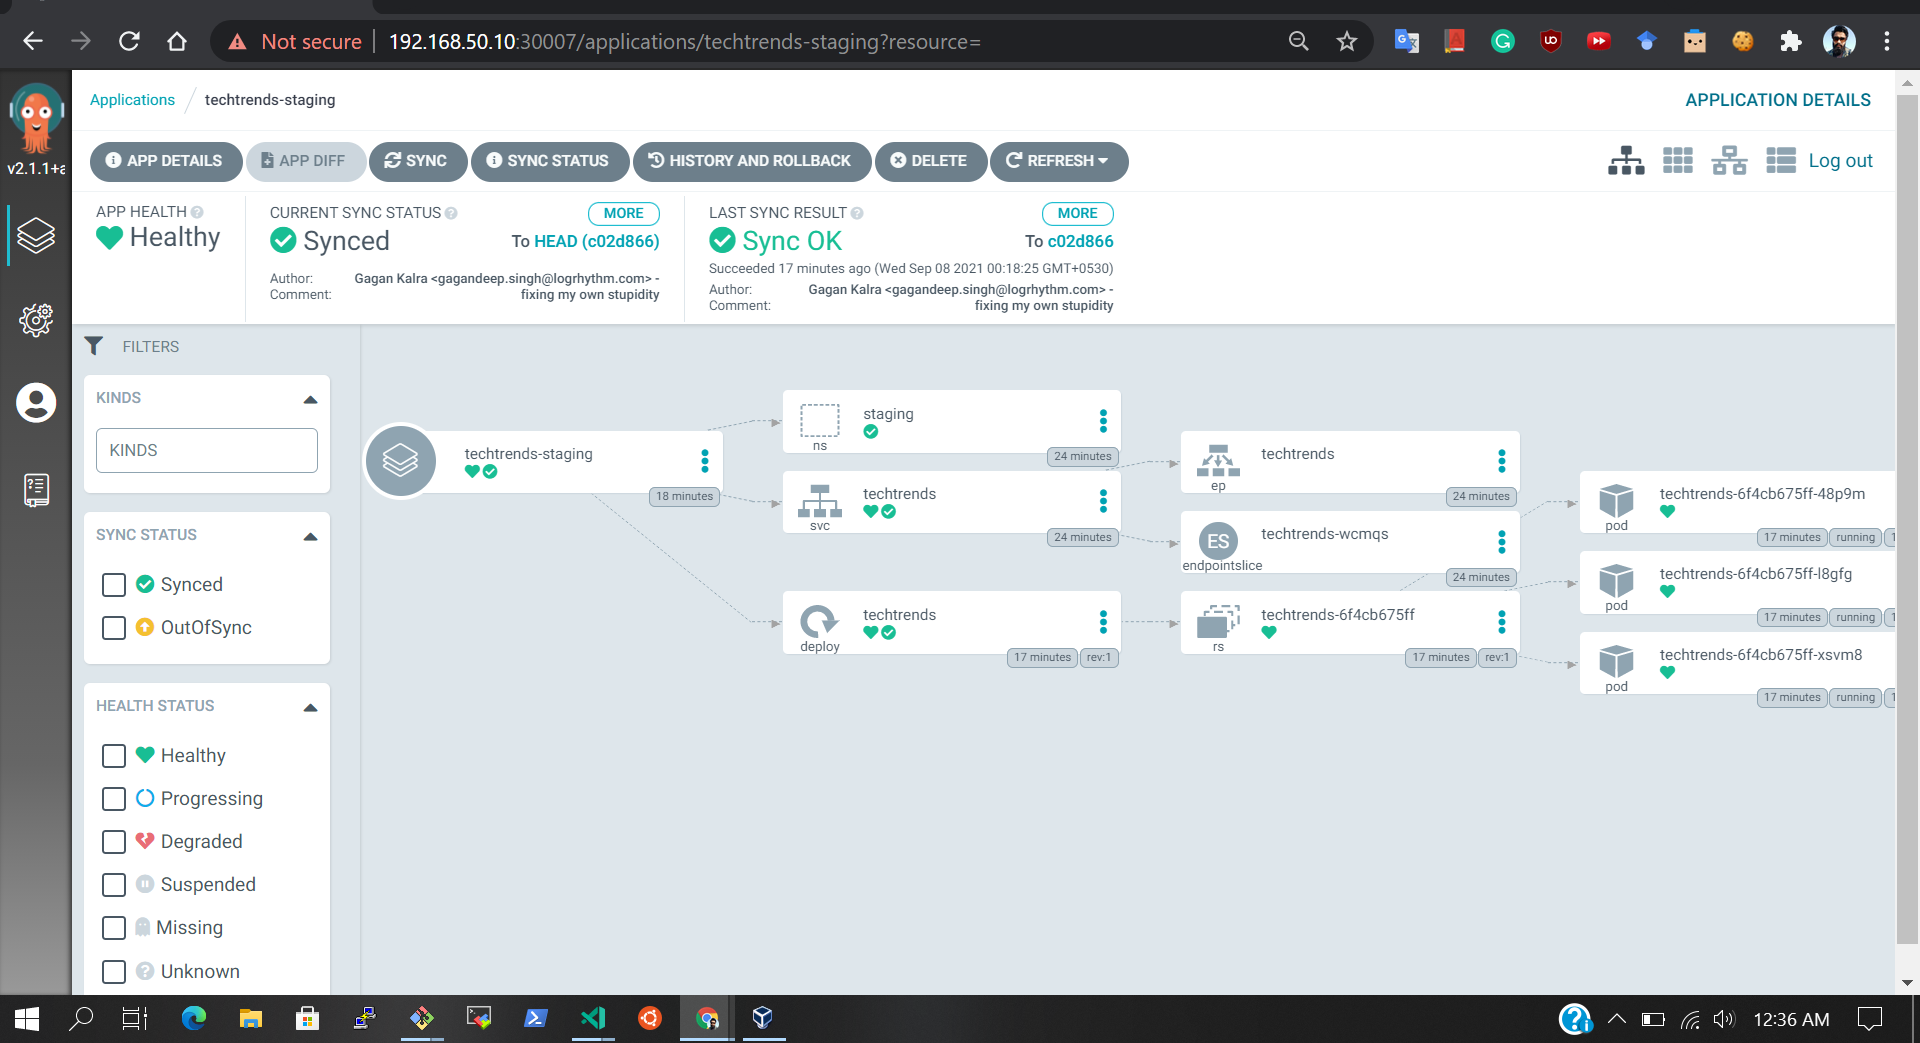 Not secure
192.168.50.10:30007/applications/techtrends-staging?resource=
v2.1.1+a
Applications / techtrends-staging
APPLICATION DETAILS
APP DETAILS
APP DIFF
SYNC
SYNC STATUS
HISTORY AND ROLLBACK
DELETE
REFRESH
Log out
APP HEALTH
Healthy
CURRENT SYNC STATUS
MORE
Synced
To HEAD (c02d866)
Author: Gagan Kalra <gagandeep.singh@logrhythm.com> -
Comment: fixing my own stupidity
LAST SYNC RESULT
MORE
Sync OK
To c02d866
Succeeded 17 minutes ago (Wed Sep 08 2021 00:18:25 GMT+0530)
Author: Gagan Kalra <gagandeep.singh@logrhythm.com> -
Comment: fixing my own stupidity
FILTERS
KINDS
KINDS
SYNC STATUS
Synced
OutOfSync
HEALTH STATUS
Healthy
Progressing
Degraded
Suspended
Missing
Unknown
techtrends-staging
18 minutes
staging
ns
24 minutes
techtrends
svc
24 minutes
techtrends
deploy
17 minutes
rev:1
techtrends
ep
24 minutes
ES
techtrends-wcmqs
endpointslice
24 minutes
techtrends-6f4cb675ff
rs
17 minutes
rev:1
techtrends-6f4cb675ff-48p9m
pod
17 minutes
running
1
techtrends-6f4cb675ff-l8gfg
pod
17 minutes
running
1
techtrends-6f4cb675ff-xsvm8
pod
17 minutes
running
1
12:36 AM